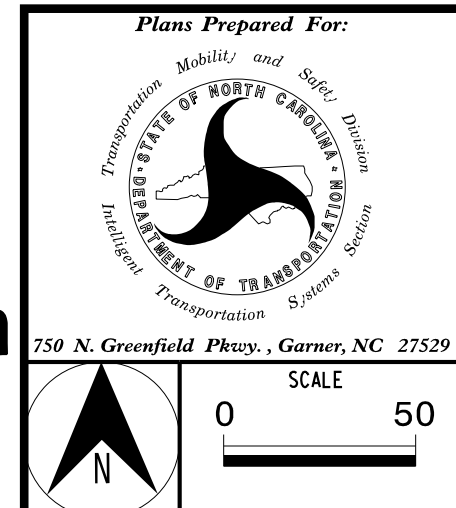 Plans Prepared For:
Transportation Mobility and Safety Division
STATE OF NORTH CAROLINA
DEPARTMENT OF TRANSPORTATION
Intelligent Transportation Systems Section
750 N. Greenfield Pkwy. , Garner, NC 27529
SCALE
0 50
N